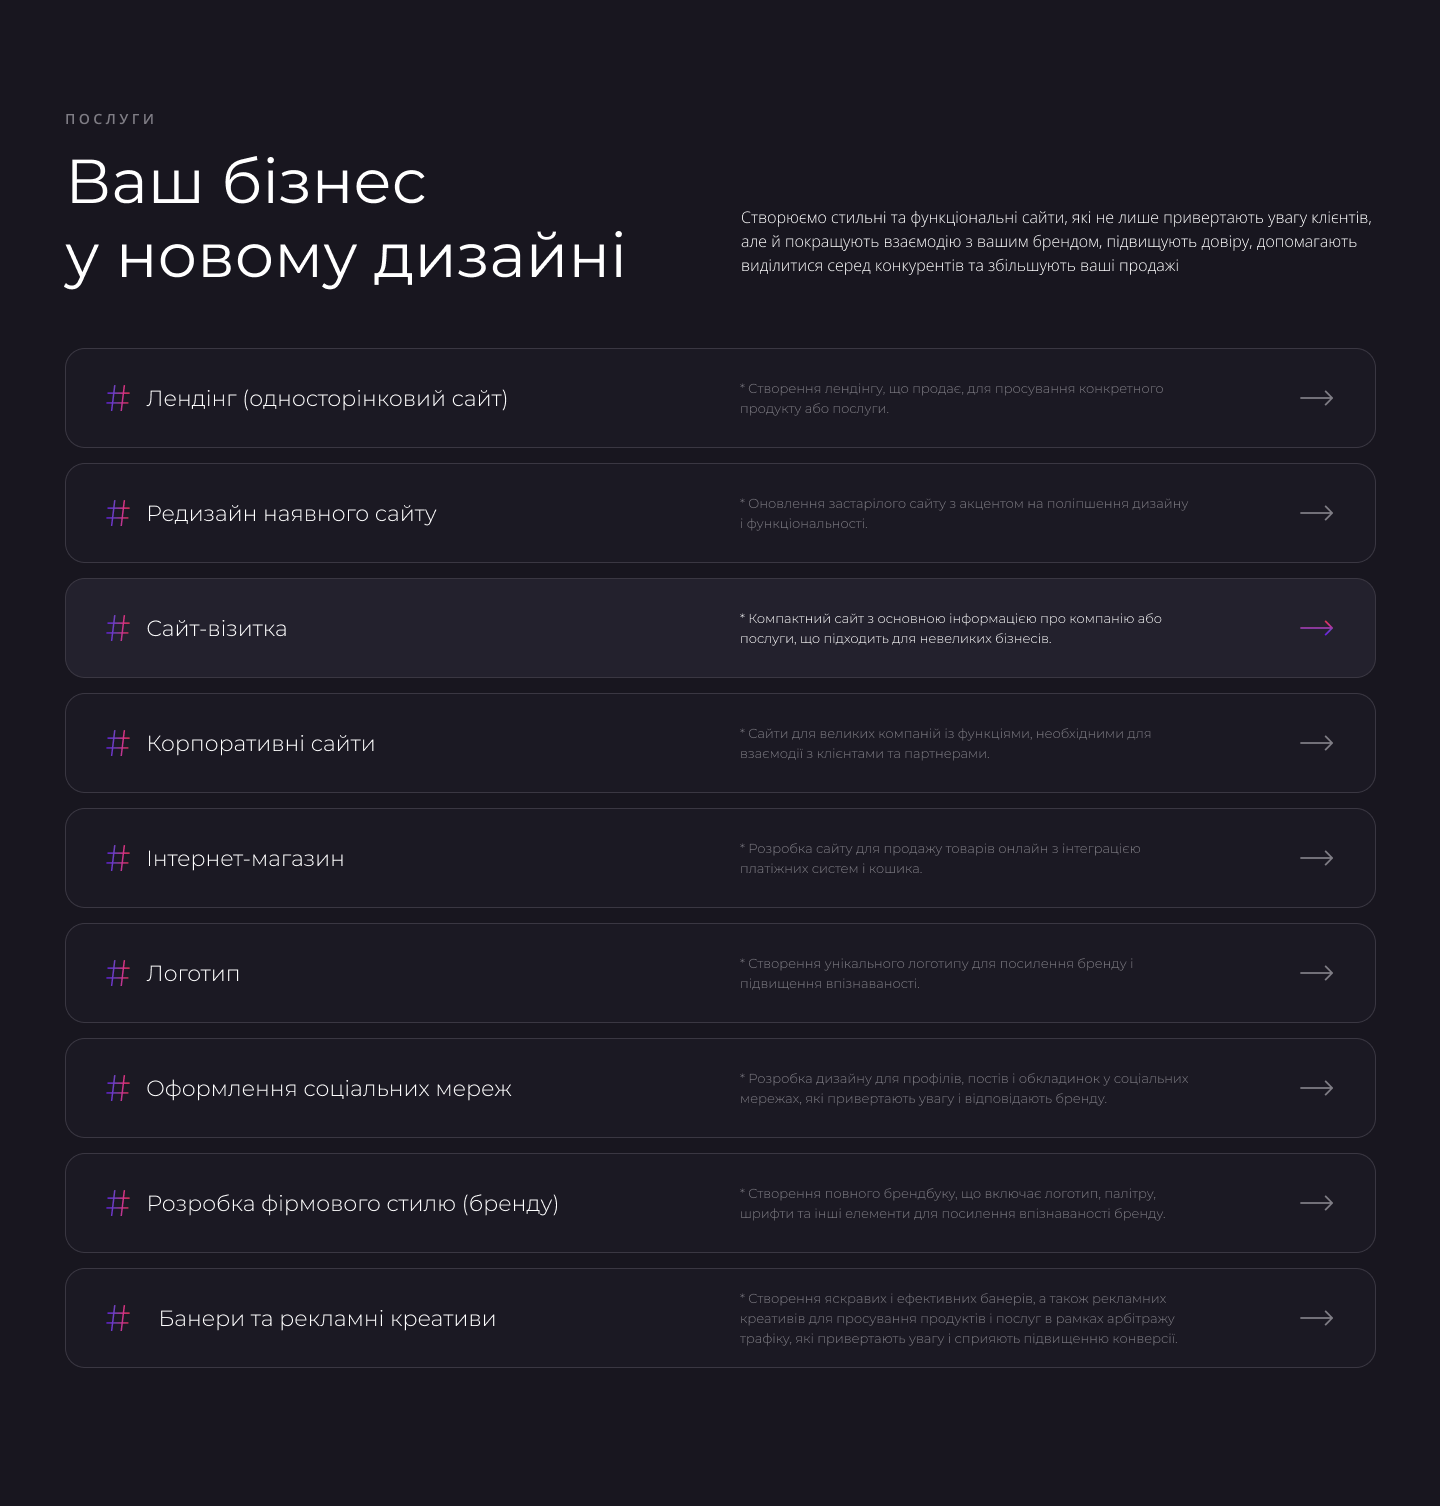 ПОСЛУГИ
Ваш бізнес
у новому дизайні
Створюємо стильні та функціональні сайти, які не лише привертають увагу клієнтів,
але й покращують взаємодію з вашим брендом, підвищують довіру, допомагають
виділитися серед конкурентів та збільшують ваші продажі
# Лендінг (односторінковий сайт)
* Створення лендінгу, що продає, для просування конкретного
продукту або послуги.
# Редизайн наявного сайту
* Оновлення застарілого сайту з акцентом на поліпшення дизайну
і функціональності.
# Сайт-візитка
* Компактний сайт з основною інформацією про компанію або
послуги, що підходить для невеликих бізнесів.
# Корпоративні сайти
* Сайти для великих компаній із функціями, необхідними для
взаємодії з клієнтами та партнерами.
# Інтернет-магазин
* Розробка сайту для продажу товарів онлайн з інтеграцією
платіжних систем і кошика.
# Логотип
* Створення унікального логотипу для посилення бренду і
підвищення впізнаваності.
# Оформлення соціальних мереж
* Розробка дизайну для профілів, постів і обкладинок у соціальних
мережах, які привертають увагу і відповідають бренду.
# Розробка фірмового стилю (бренду)
* Створення повного брендбуку, що включає логотип, палітру,
шрифти та інші елементи для посилення впізнаваності бренду.
# Банери та рекламні креативи
* Створення яскравих і ефективних банерів, а також рекламних
креативів для просування продуктів і послуг в рамках арбітражу
трафіку, які привертають увагу і сприяють підвищенню конверсії.